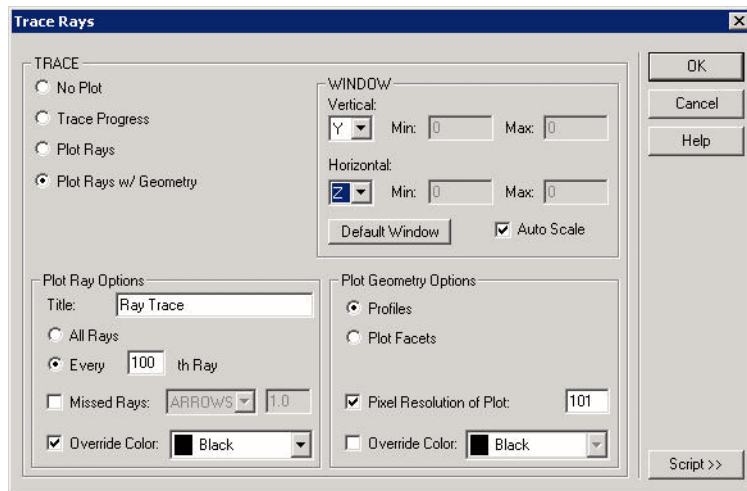 Trace Rays
TRACE
No Plot
Trace Progress
Plot Rays
Plot Rays w/ Geometry
WINDOW
Vertical:
Y Min: 0 Max: 0
Horizontal:
Z Min: 0 Max: 0
Default Window Auto Scale
OK
Cancel
Help
Plot Ray Options
Title: Ray Trace
All Rays
Every 100 th Ray
Missed Rays: ARROWS 1.0
Override Color: Black
Plot Geometry Options
Profiles
Plot Facets
Pixel Resolution of Plot: 101
Override Color: Black
Script >>